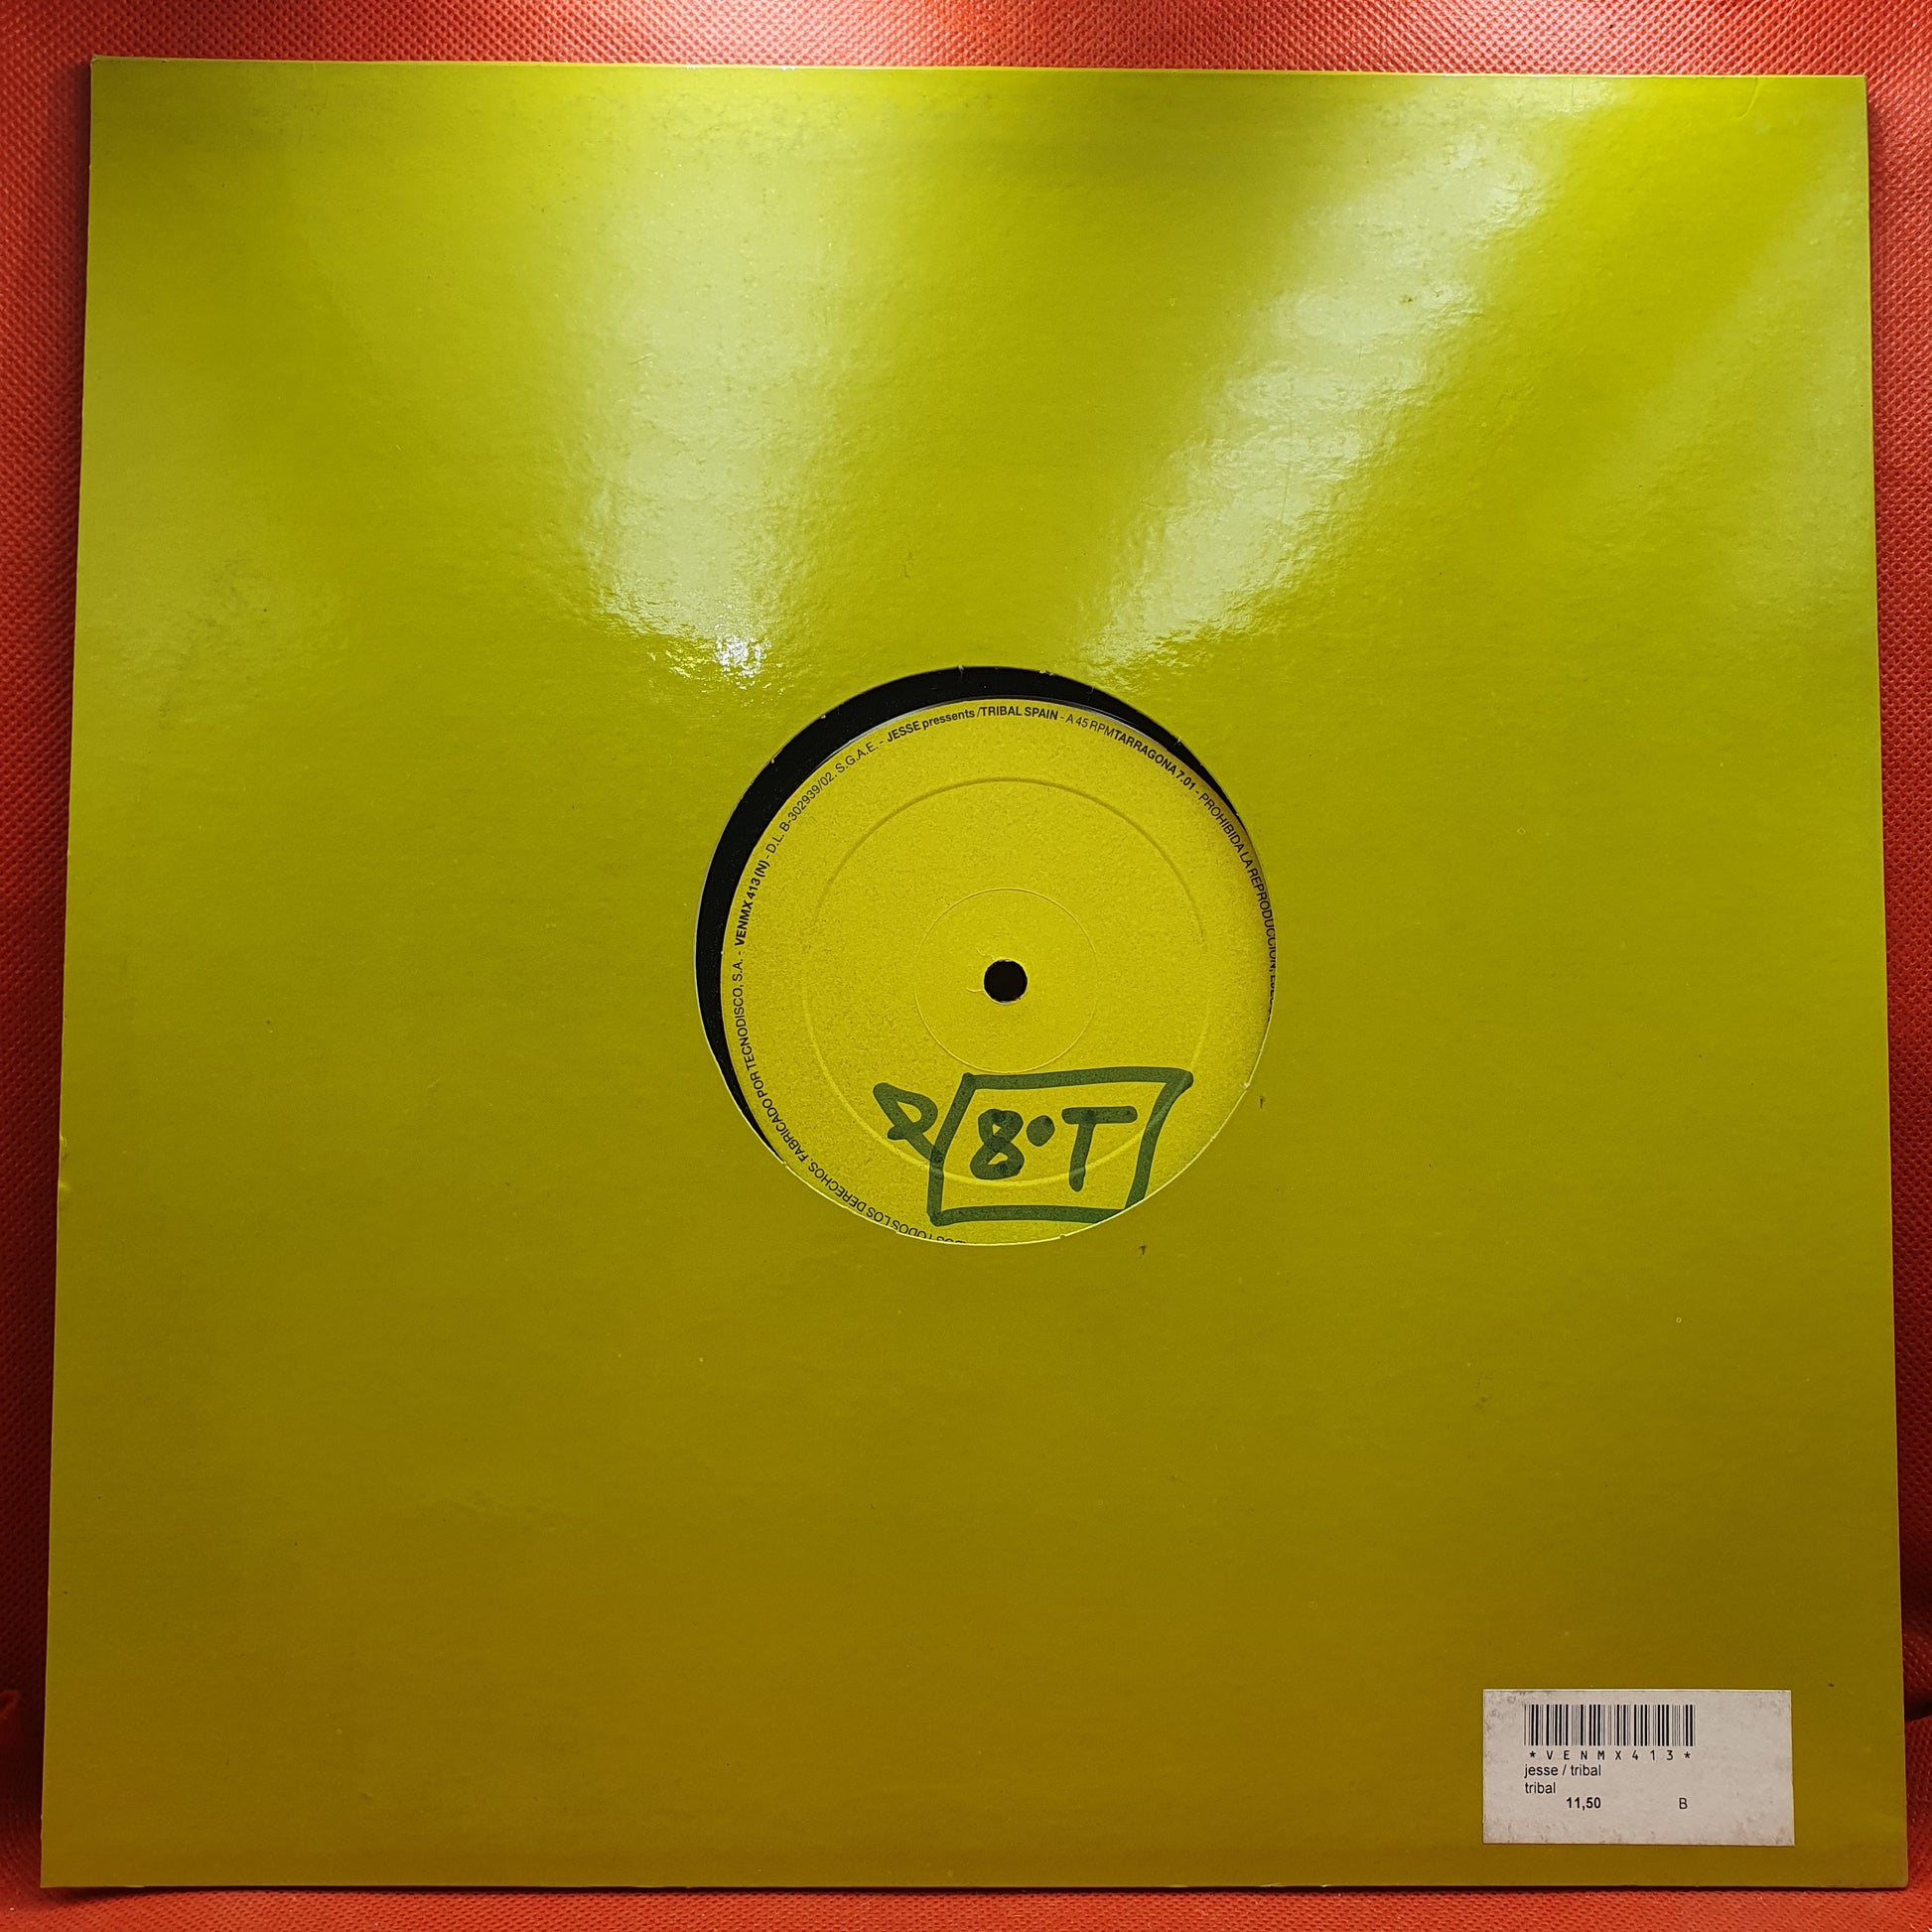 FABRICADO POR TECNODISCO, S.A. - VENMX 413 (N) - D.L. B-302939/02. S.G.A.E. - JESSE pressents /TRIBAL SPAIN - A 45 RPM TARRAGONA 7.01 - PROHIBIDA LA REPRODUCCION,
TODOS LOS DERECHOS
8•T
*VENMX413*
jesse / tribal
tribal
11,50 B